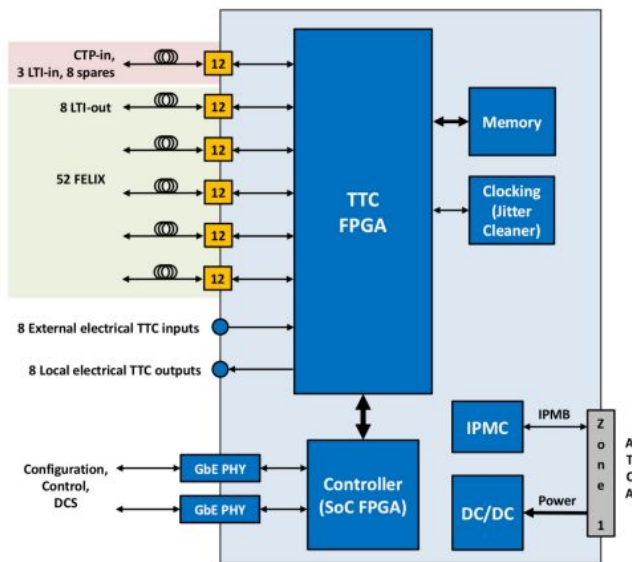 CTP-in,
3 LTI-in, 8 spares
12
8 LTI-out
12
12
52 FELIX
12
12
12
TTC
FPGA
Memory
Clocking
(Jitter
Cleaner)
8 External electrical TTC inputs
8 Local electrical TTC outputs
IPMC
IPMB
Zone 1
ATCA
Configuration,
Control,
DCS
GbE PHY
GbE PHY
Controller
(SoC FPGA)
DC/DC
Power